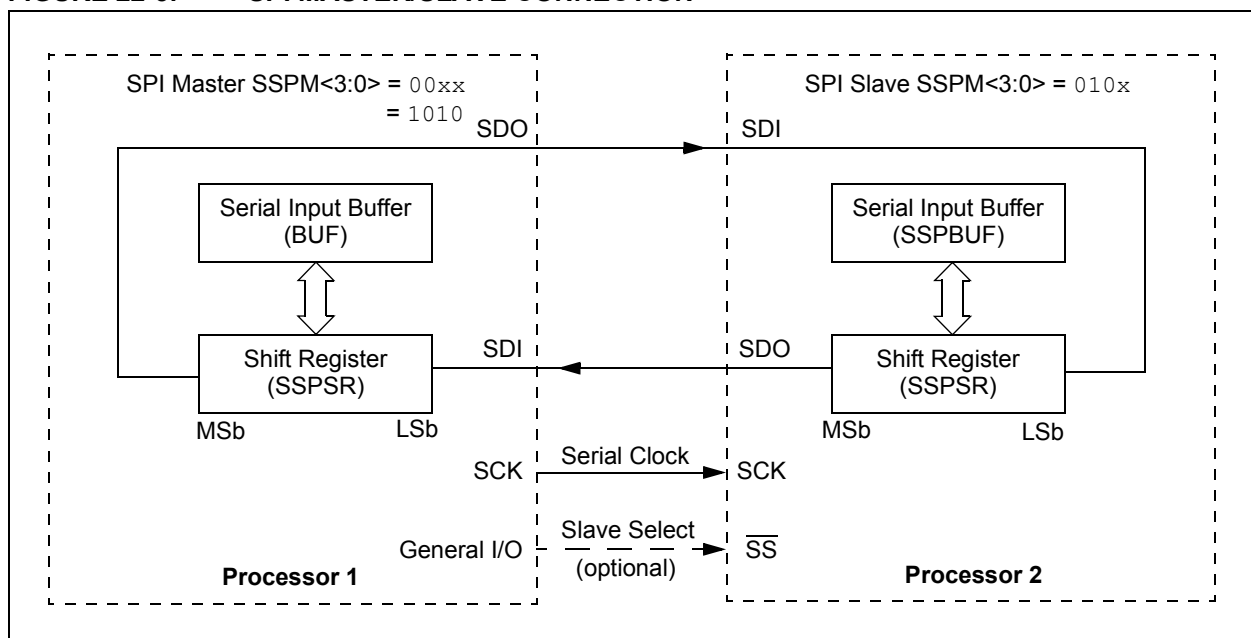 SPI Master SSPM<3:0> = 00xx
= 1010
SPI Slave SSPM<3:0> = 010x
SDO
SDI
Serial Input Buffer
(BUF)
Serial Input Buffer
(SSPBUF)
Shift Register
(SSPSR)
MSb
LSb
SDI
SDO
Shift Register
(SSPSR)
MSb
LSb
SCK
Serial Clock
SCK
General I/O
Slave Select
(optional)
SS
Processor 1
Processor 2